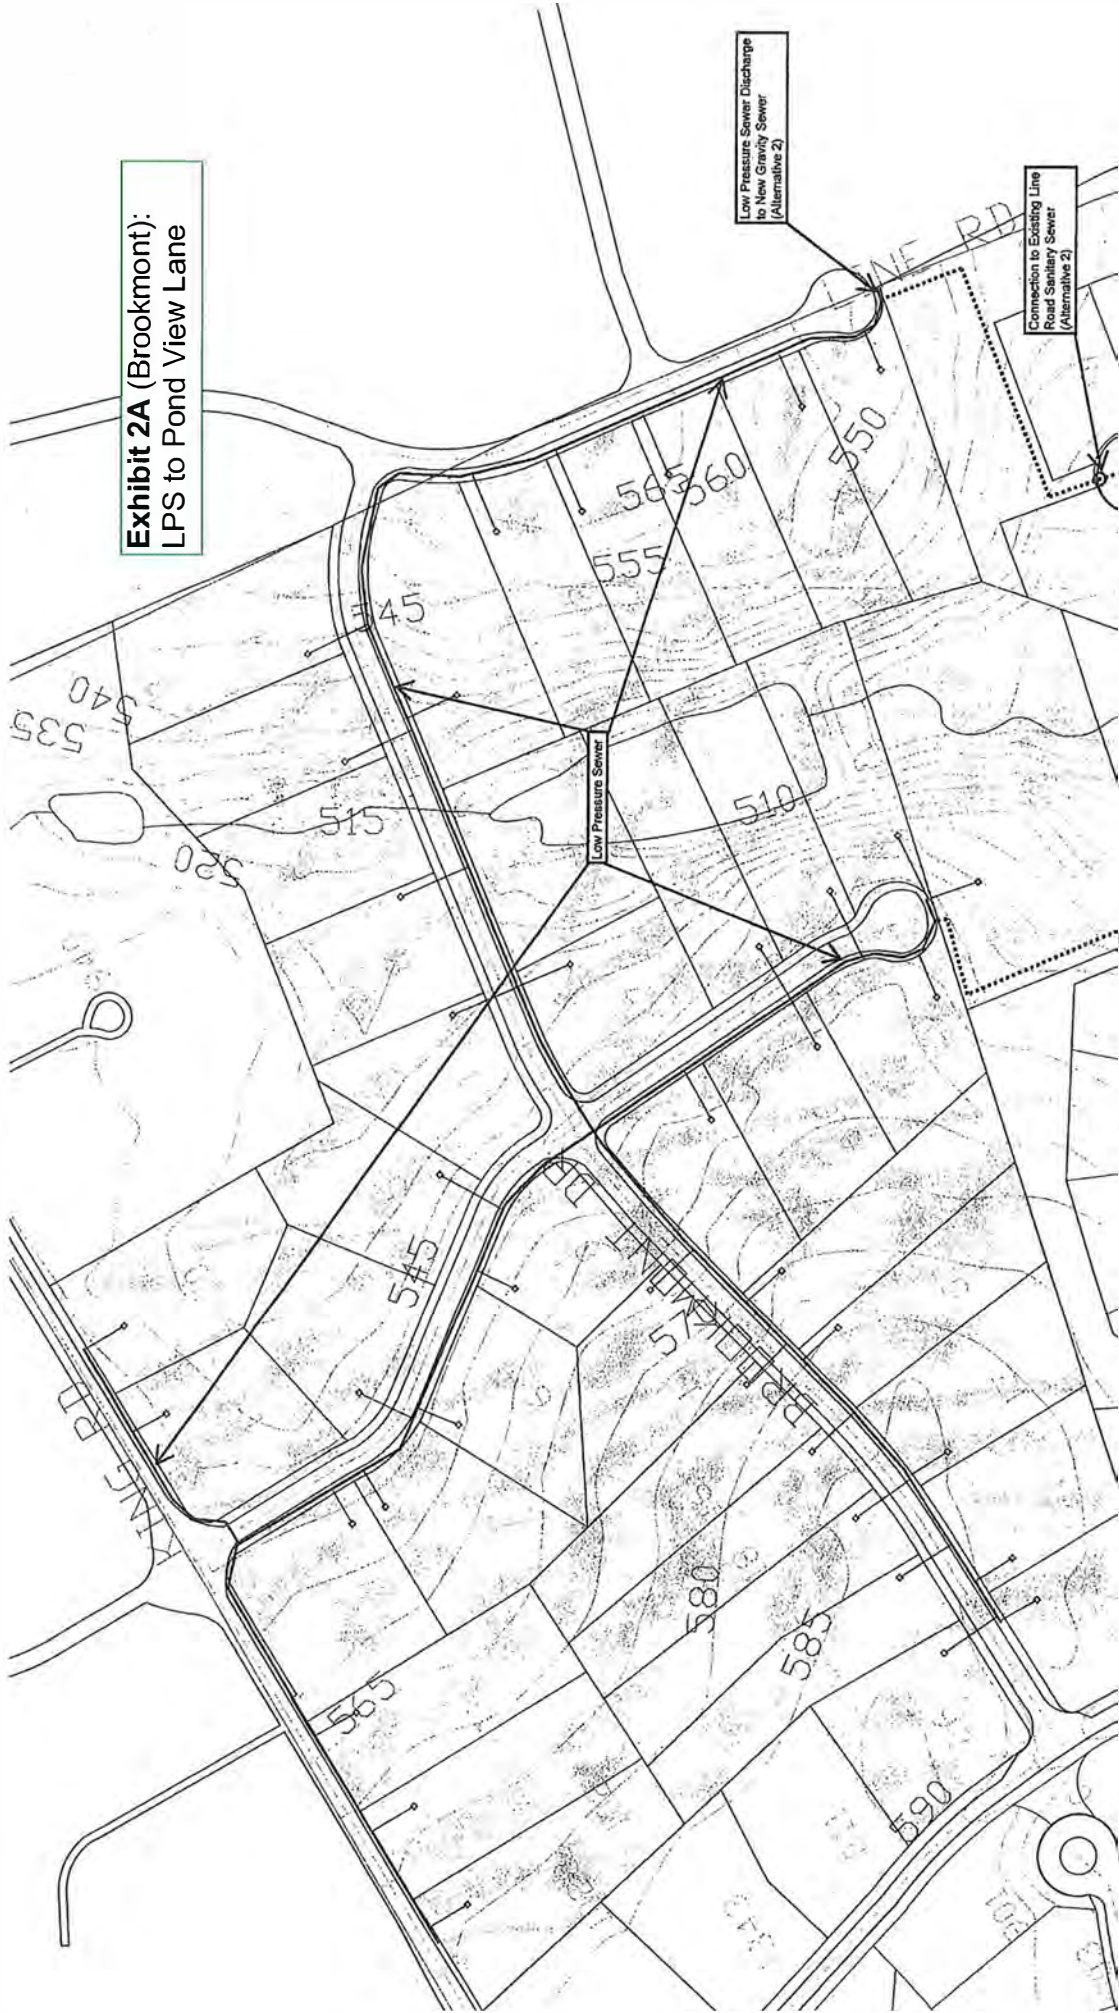 Exhibit 2A (Brookmont):
LPS to Pond View Lane
Low Pressure Sewer Discharge
to New Gravity Sewer
(Alternative 2)
Connection to Existing Line
Road Sanitary Sewer
(Alternative 2)
Low Pressure Sewer
RD
540
535
545
520
515
510
565
560
555
550
545
580
585
565
590